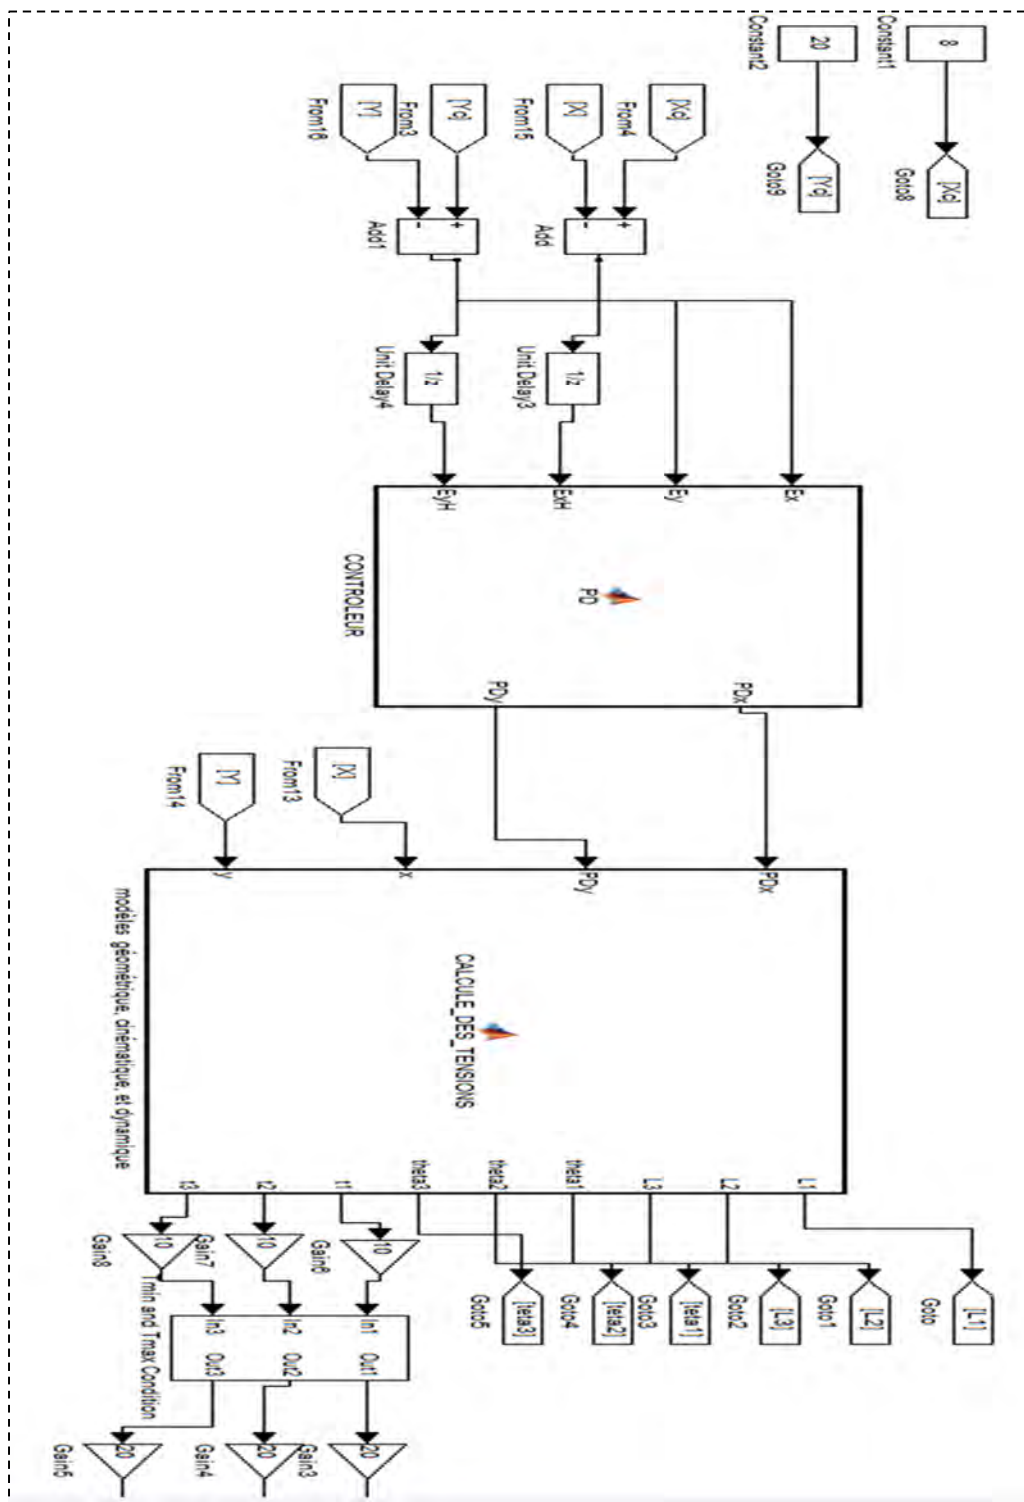 8
Constant1
[Xc]
Goto8
20
Constant2
[Yc]
Goto9
[Xc]
From4
[X]
From15
[Yc]
From3
[Y]
From16
+
-
Add
+
-
Add1
1/z
Unit Delay3
1/z
Unit Delay4
Ex
Ey
ExH
EyH
PD
PDx
PDy
CONTROLEUR
[X]
From13
[Y]
From14
PDx
PDy
x
y
CALCULE_DES_TENSIONS
L1
L2
L3
theta1
theta2
theta3
t1
t2
t3
modèles géométrique, cinématique, et dynamique
[L1]
Goto
[L2]
Goto1
[L3]
Goto2
[teta1]
Goto3
[teta2]
Goto4
[teta3]
Goto5
10
Gain6
10
Gain7
10
Gain8
In1
In2
In3
Out1
Out2
Out3
Tmin and Tmax Condition
20
Gain3
20
Gain4
20
Gain5